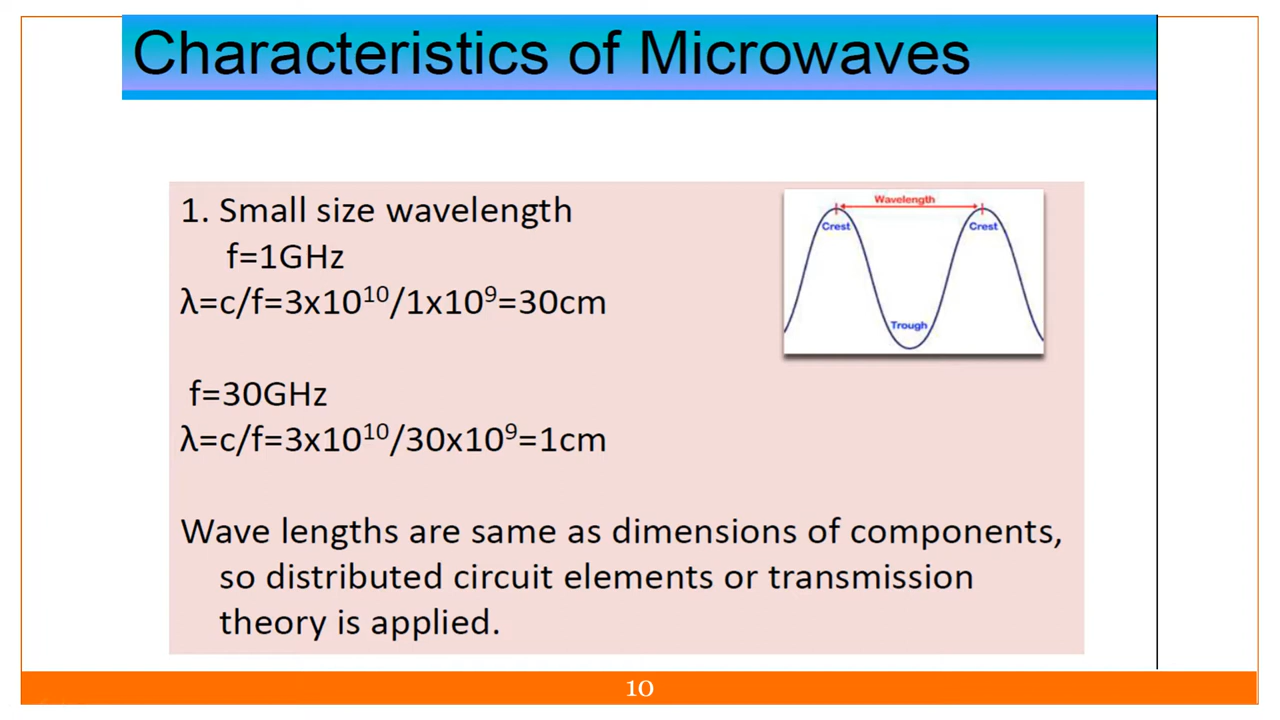 Characteristics of Microwaves
1. Small size wavelength
f=1GHz
λ=c/f=3x10¹⁰/1x10⁹=30cm
Wavelength
Crest
Crest
Trough
f=30GHz
λ=c/f=3x10¹⁰/30x10⁹=1cm
Wave lengths are same as dimensions of components,
so distributed circuit elements or transmission
theory is applied.
10